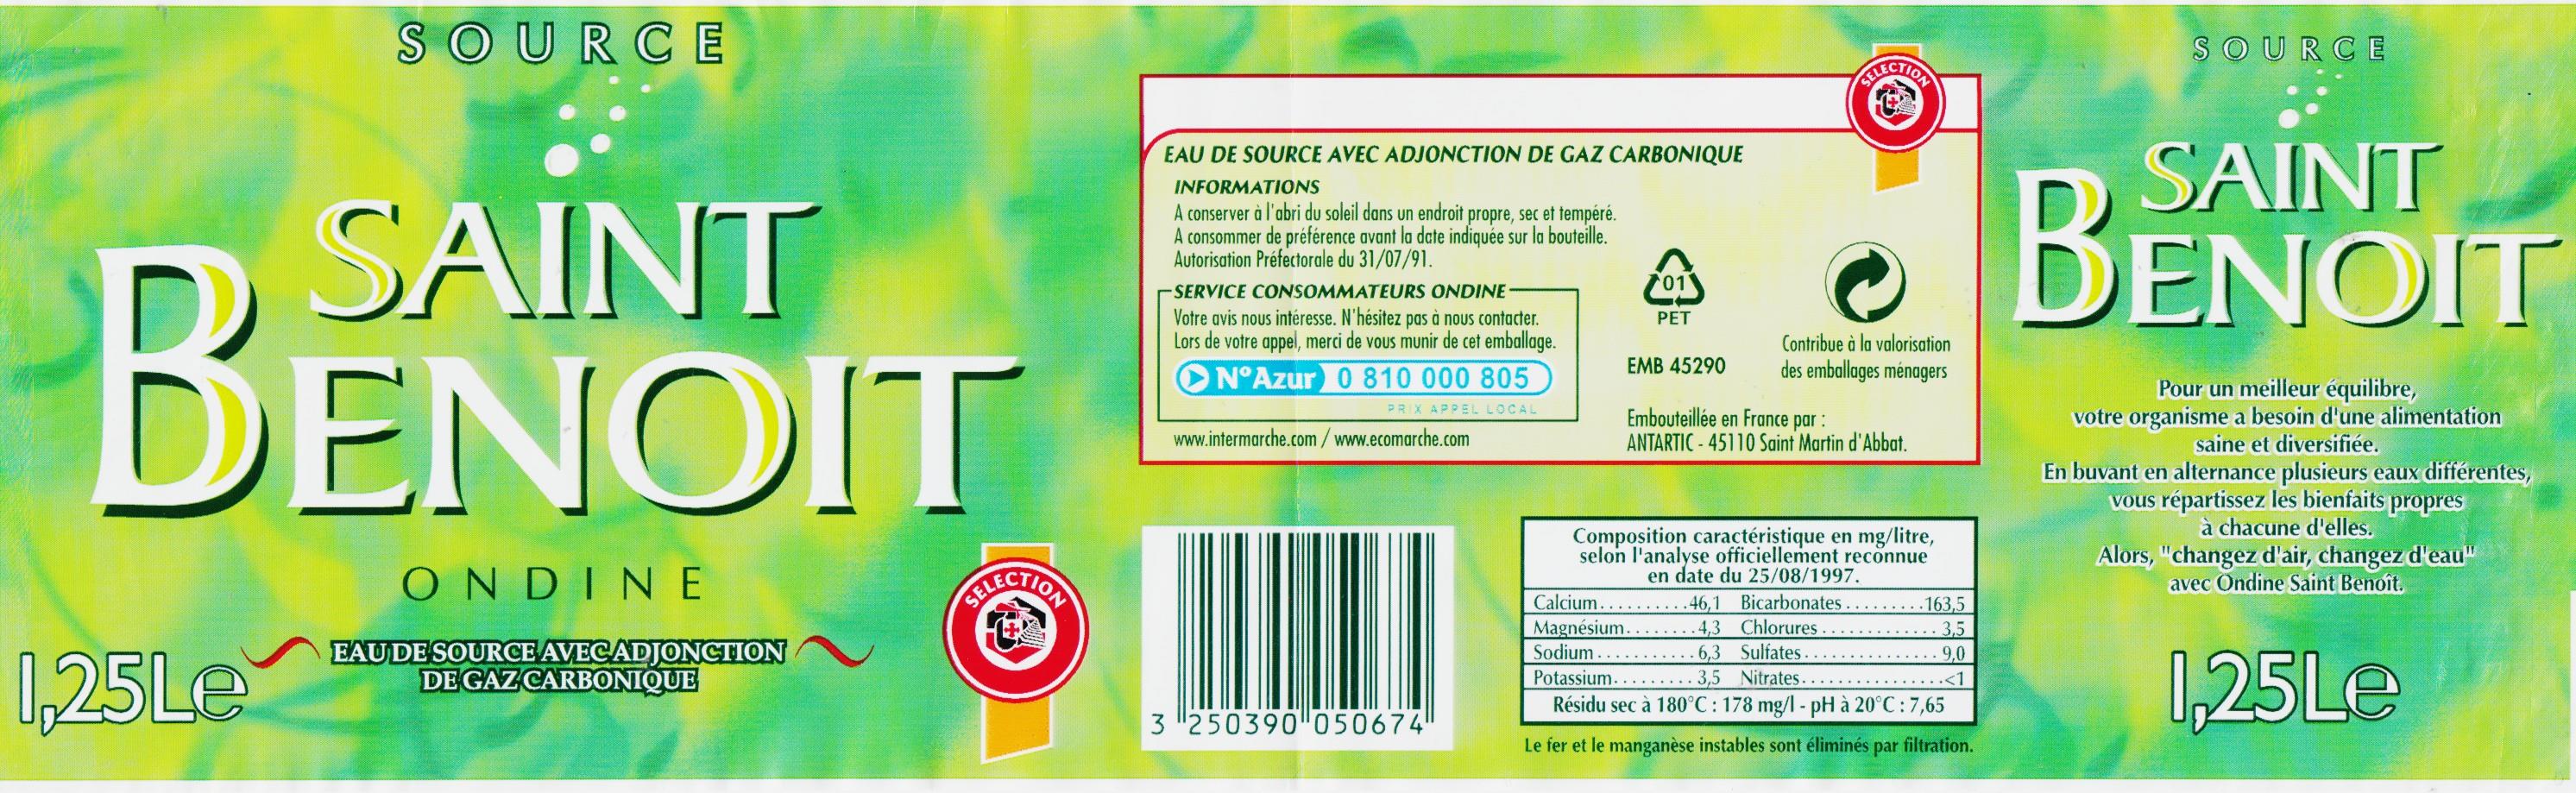 SOURCE
SAINT
BENOIT
ONDINE
1,25L℮
EAU DE SOURCE AVEC ADJONCTION
DE GAZ CARBONIQUE
SELECTION
SELECTION
EAU DE SOURCE AVEC ADJONCTION DE GAZ CARBONIQUE
INFORMATIONS
A conserver à l'abri du soleil dans un endroit propre, sec et tempéré.
A consommer de préférence avant la date indiquée sur la bouteille.
Autorisation Préfectorale du 31/07/91.
SERVICE CONSOMMATEURS ONDINE
Votre avis nous intéresse. N'hésitez pas à nous contacter.
Lors de votre appel, merci de vous munir de cet emballage.
N°Azur 0 810 000 805
PRIX APPEL LOCAL
www.intermarche.com / www.ecomarche.com
01
PET
EMB 45290
Contribue à la valorisation
des emballages ménagers
Embouteillée en France par :
ANTARTIC - 45110 Saint Martin d'Abbat.
3 250390 050674
Composition caractéristique en mg/litre,
selon l'analyse officiellement reconnue
en date du 25/08/1997.
Calcium..........46,1 Bicarbonates.........163,5
Magnésium........4,3 Chlorures.............3,5
Sodium...........6,3 Sulfates...............9,0
Potassium.........3,5 Nitrates................<1
Résidu sec à 180°C : 178 mg/l - pH à 20°C : 7,65
Le fer et le manganèse instables sont éliminés par filtration.
SOURCE
SAINT
BENOIT
Pour un meilleur équilibre,
votre organisme a besoin d'une alimentation
saine et diversifiée.
En buvant en alternance plusieurs eaux différentes,
vous répartissez les bienfaits propres
à chacune d'elles.
Alors, "changez d'air, changez d'eau"
avec Ondine Saint Benoît.
1,25L℮